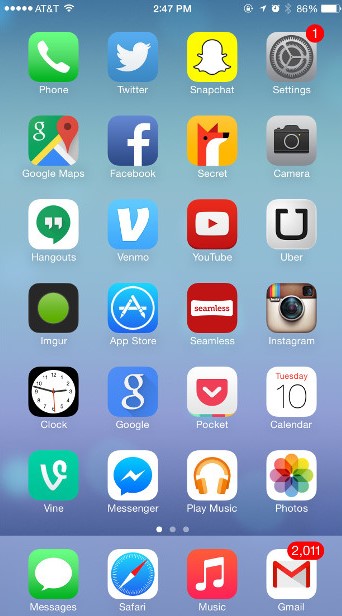 AT&T 2:47 PM 86%
1
Phone Twitter Snapchat Settings
g
Google Maps Facebook Secret Camera
Hangouts Venmo YouTube Uber
seamless
Imgur App Store Seamless Instagram
Tuesday
10
g
Clock Google Pocket Calendar
Vine Messenger Play Music Photos
2,011
Messages Safari Music Gmail